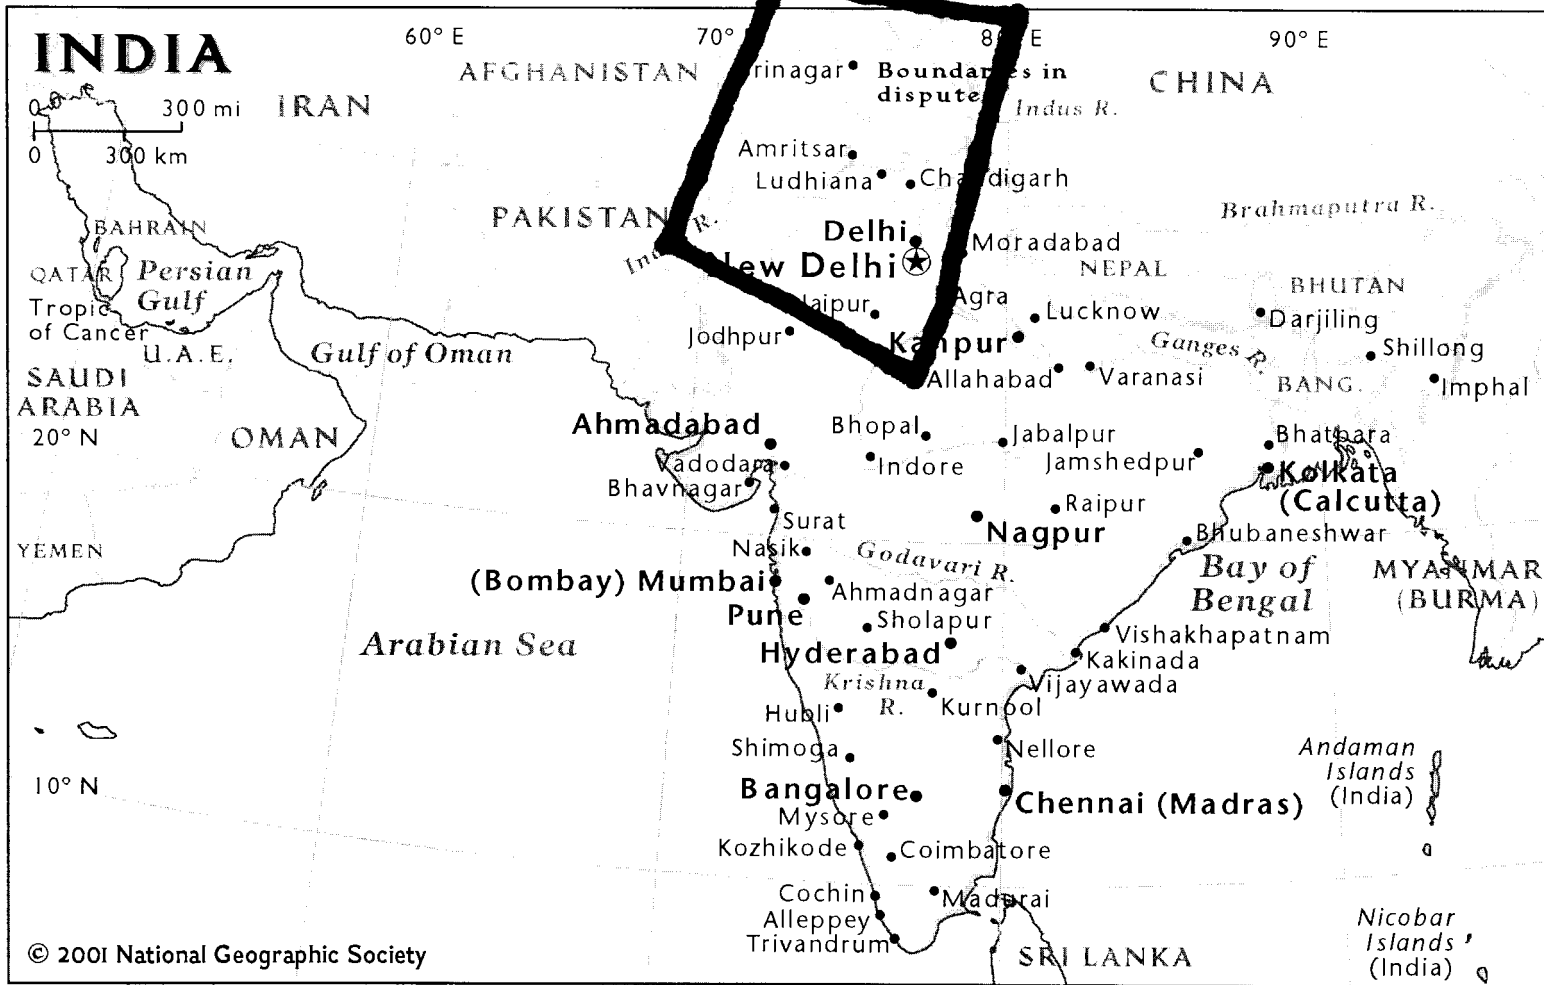 INDIA
60° E
70°
80° E
90° E
AFGHANISTAN
CHINA
IRAN
0 300 mi
0 300 km
Srinagar
Boundaries in
dispute
Indus R.
Amritsar
Ludhiana
Chandigarh
PAKISTAN
Brahmaputra R.
BAHRAIN
Delhi
Moradabad
Indus R.
New Delhi
NEPAL
QATAR
Persian
Gulf
BHUTAN
Tropic
of Cancer
Jaipur
Agra
Lucknow
Darjiling
Jodhpur
Kanpur
Ganges R.
Shillong
U.A.E.
Gulf of Oman
Allahabad
Varanasi
BANG.
Imphal
SAUDI
ARABIA
20° N
OMAN
Ahmadabad
Bhopal
Jabalpur
Bhatpara
Vadodara
Indore
Jamshedpur
Kolkata
(Calcutta)
Bhavnagar
Raipur
Surat
Nagpur
Bhubaneshwar
YEMEN
Nasik
Godavari R.
Bay of
Bengal
MYANMAR
(BURMA)
(Bombay) Mumbai
Ahmadnagar
Pune
Sholapur
Vishakhapatnam
Arabian Sea
Hyderabad
Kakinada
Krishna
R.
Vijayawada
Kurnool
Hubli
Shimoga
Nellore
Andaman
Islands
(India)
10° N
Bangalore
Chennai (Madras)
Mysore
Kozhikode
Coimbatore
Cochin
Madurai
Alleppey
Trivandrum
Nicobar
Islands
(India)
SRI LANKA
© 2001 National Geographic Society